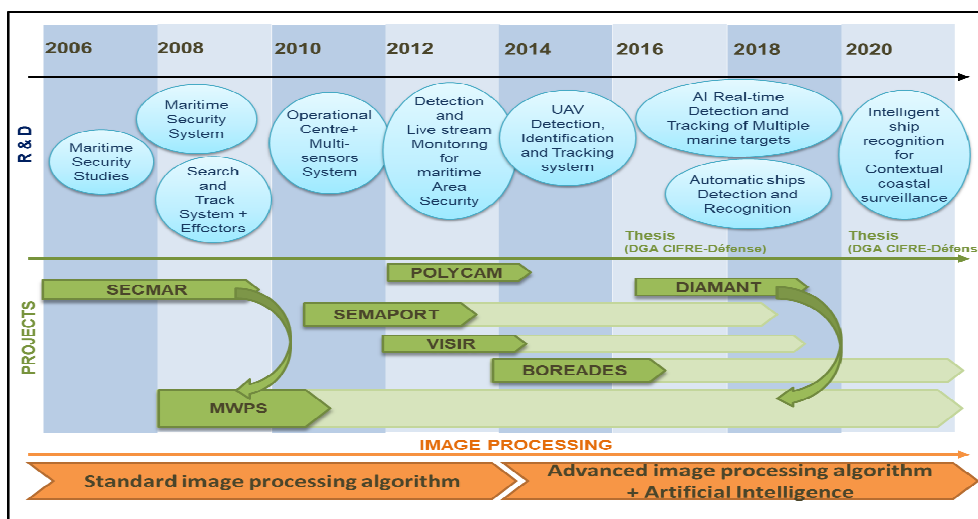 2006 2008 2010 2012 2014 2016 2018 2020
R & D
Maritime
Security
Studies
Maritime
Security
System
Search
and
Track
System +
Effectors
Operational
Centre+
Multi-
sensors
System
Detection
and
Live stream
Monitoring
for
maritime
Area
Security
UAV
Detection,
Identification
and Tracking
system
AI Real-time
Detection and
Tracking of Multiple
marine targets
Automatic ships
Detection and
Recognition
Intelligent
ship
recognition
for
Contextual
coastal
surveillance
Thesis
(DGA CIFRE-Défense)
Thesis
(DGA CIFRE-Défens
PROJECTS
POLYCAM
SECMAR
DIAMANT
SEMAPORT
VISIR
BOREADES
MWPS
IMAGE PROCESSING
Standard image processing algorithm
Advanced image processing algorithm
+ Artificial Intelligence